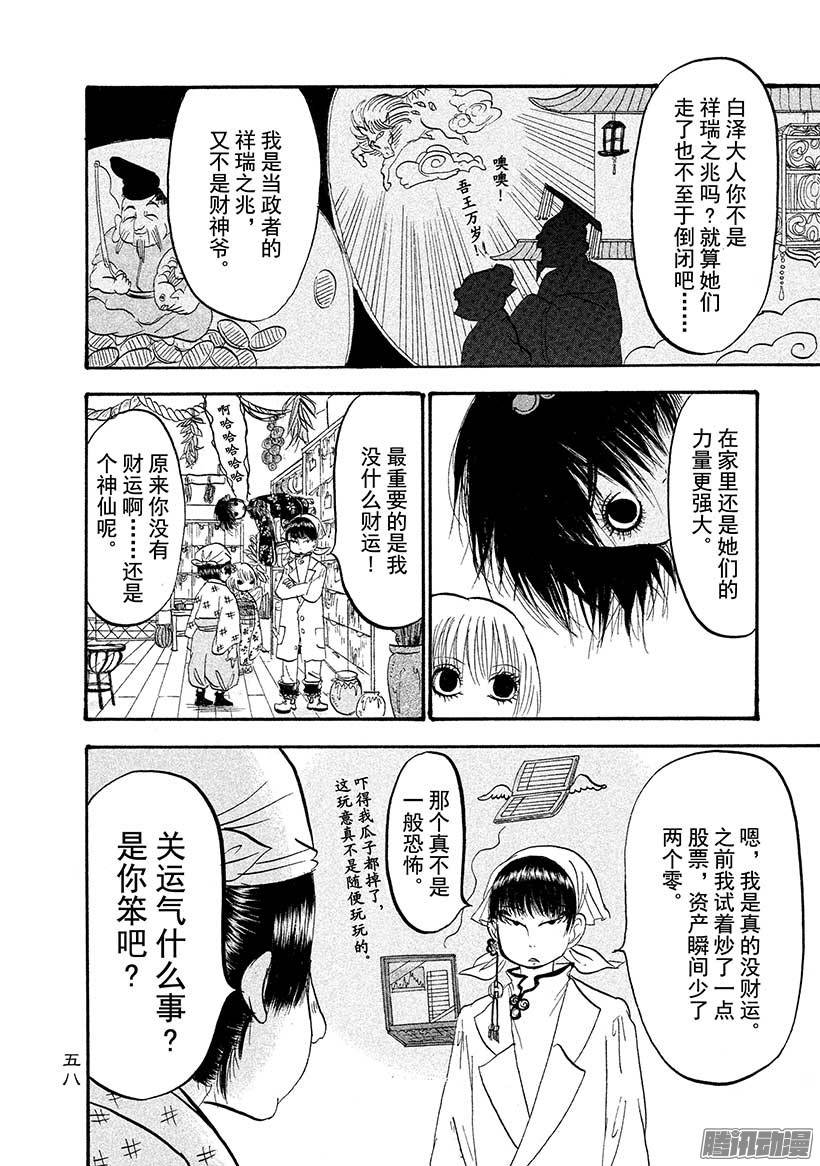 白泽大人你不是
祥瑞之兆吗？就算她们
走了也不至于倒闭吧……
噢噢！
吾王万岁！！
我是当政者的
祥瑞之兆，
又不是财神爷。
在家里还是她们的
力量更强大。
最重要的是我
没什么财运！
啊哈哈哈哈哈
原来你没有
财运啊……还是
个神仙呢。
嗯，我是真的没财运。
之前我试着炒了一点
股票，资产瞬间少了
两个零。
那个真不是
一般恐怖。
吓得我瓜子都掉了，
这玩意真不是随便玩玩的。
关运气什么事？
是你笨吧？
五八
腾讯动漫